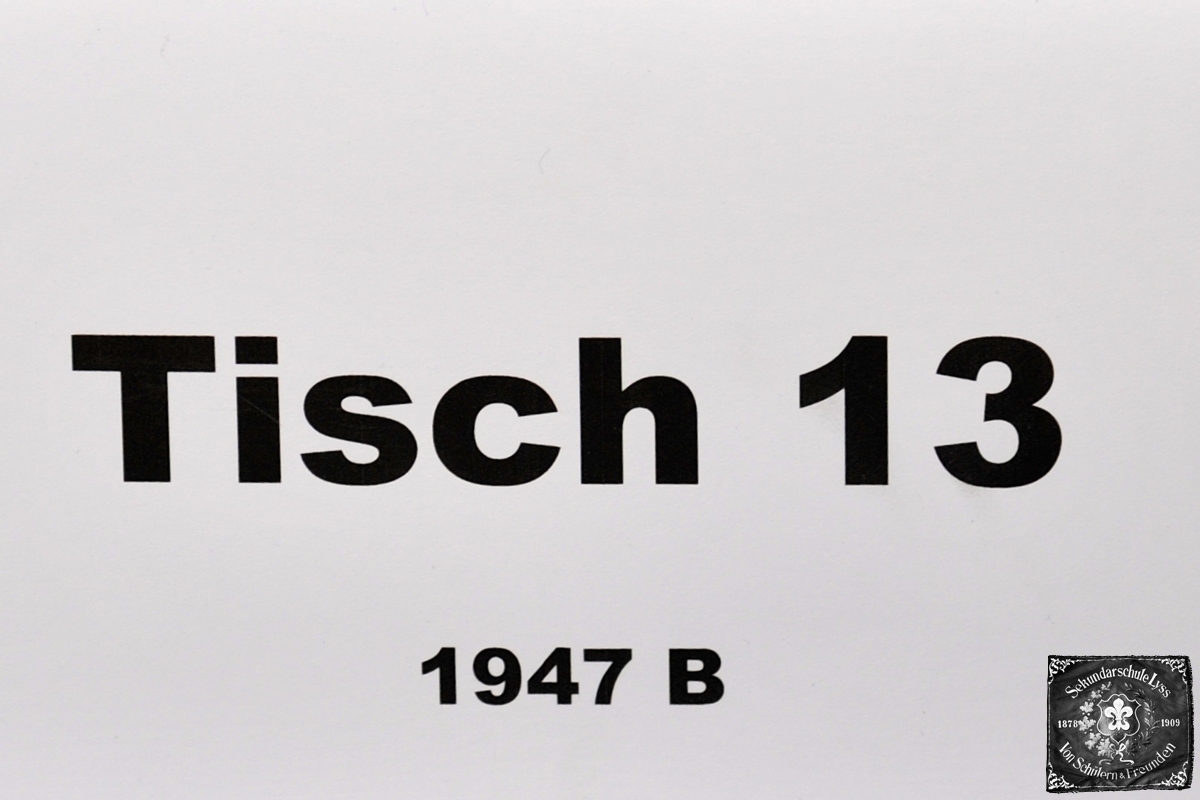 Tisch 13
1947 B
Sekundarschule Lyss
1878 1909
Von Schülern & Freunden